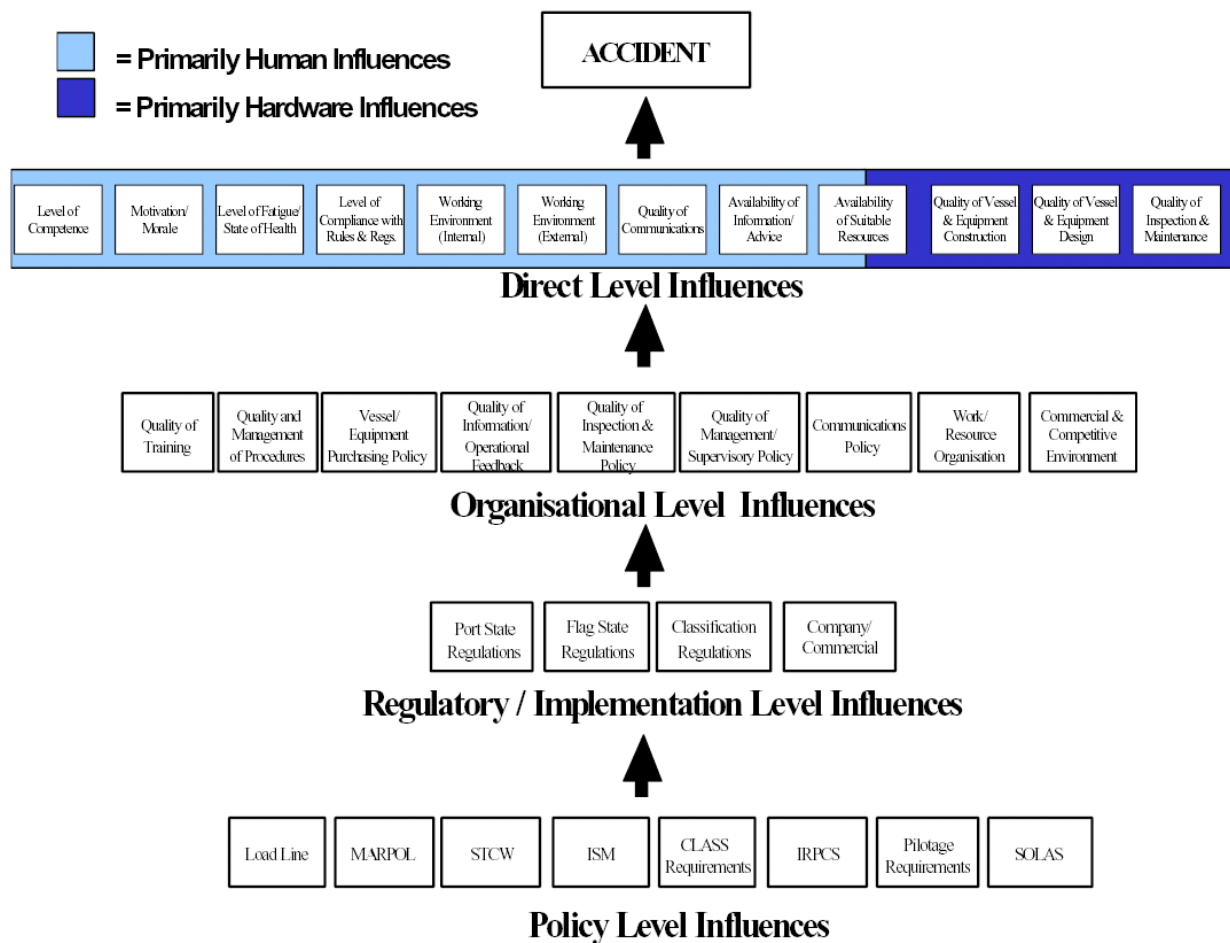 ACCIDENT
= Primarily Human Influences
= Primarily Hardware Influences
Level of
Competence
Motivation/
Morale
Level of Fatigue/
State of Health
Level of
Compliance with
Rules & Regs.
Working
Environment
(Internal)
Working
Environment
(External)
Quality of
Communications
Availability of
Information/
Advice
Availability
of Suitable
Resources
Quality of Vessel
& Equipment
Construction
Quality of Vessel
& Equipment
Design
Quality of
Inspection &
Maintenance
Direct Level Influences
Quality of
Training
Quality and
Management
of Procedures
Vessel/
Equipment
Purchasing Policy
Quality of
Information/
Operational
Feedback
Quality of
Inspection &
Maintenance
Policy
Quality of
Management/
Supervisory Policy
Communications
Policy
Work/
Resource
Organisation
Commercial &
Competitive
Environment
Organisational Level Influences
Port State
Regulations
Flag State
Regulations
Classification
Regulations
Company/
Commercial
Regulatory / Implementation Level Influences
Load Line
MARPOL
STCW
ISM
CLASS
Requirements
IRPCS
Pilotage
Requirements
SOLAS
Policy Level Influences